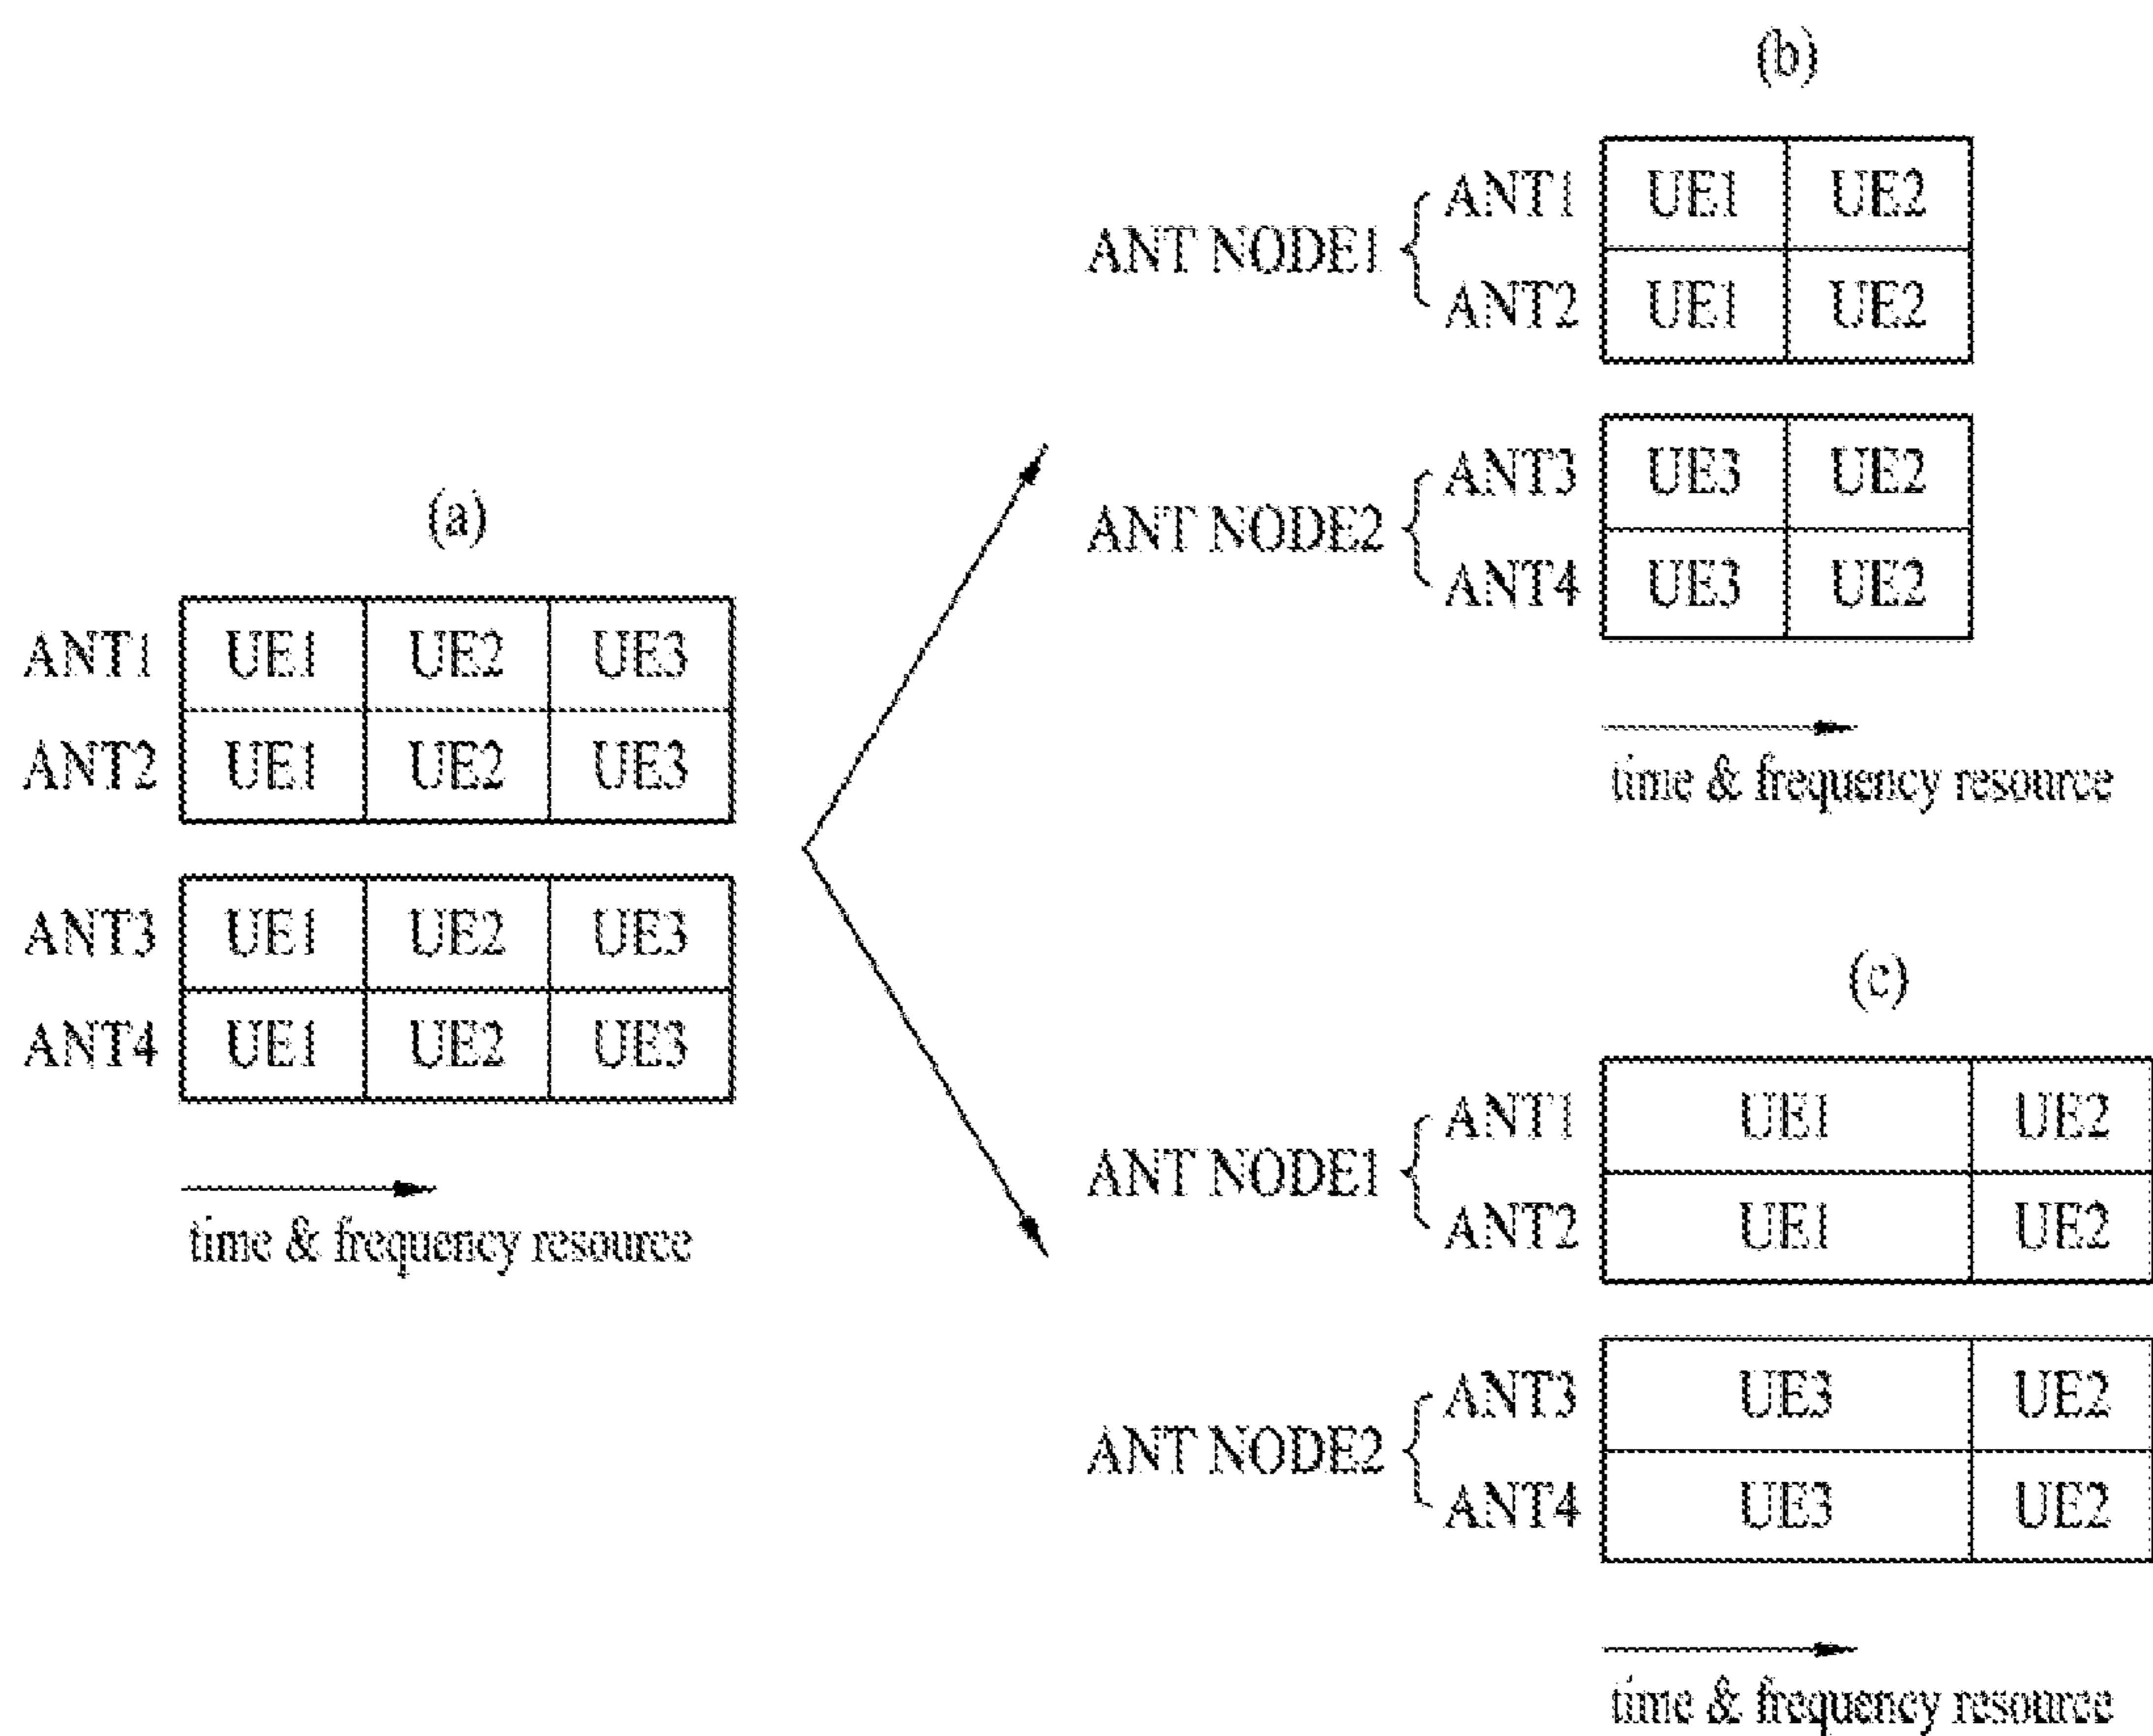 (a)
ANT1 UE1 UE2 UE3
ANT2 UE1 UE2 UE3
ANT3 UE1 UE2 UE3
ANT4 UE1 UE2 UE3
time & frequency resource
(b)
ANT NODE1
ANT1 UE1 UE2
ANT2 UE1 UE2
ANT NODE2
ANT3 UE3 UE2
ANT4 UE3 UE2
time & frequency resource
(c)
ANT NODE1
ANT1 UE1 UE2
ANT2 UE1 UE2
ANT NODE2
ANT3 UE3 UE2
ANT4 UE3 UE2
time & frequency resource